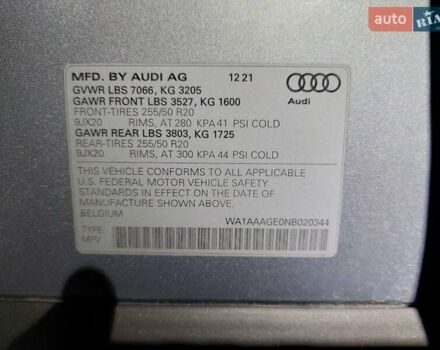 auto RIA
MFD. BY AUDI AG 12 21
GVWR LBS 7066, KG 3205
GAWR FRONT LBS 3527, KG 1600
FRONT-TIRES 255/50 R20
9JX20 RIMS, AT 280 KPA 41 PSI COLD
GAWR REAR LBS 3803, KG 1725
REAR-TIRES 255/50 R20
9JX20 RIMS, AT 300 KPA 44 PSI COLD
Audi
THIS VEHICLE CONFORMS TO ALL APPLICABLE
U.S. FEDERAL MOTOR VEHICLE SAFETY
STANDARDS IN EFFECT ON THE DATE OF
MANUFACTURE SHOWN ABOVE.
BELGIUM WA1AAAGE0NB020344
TYPE:
MPV